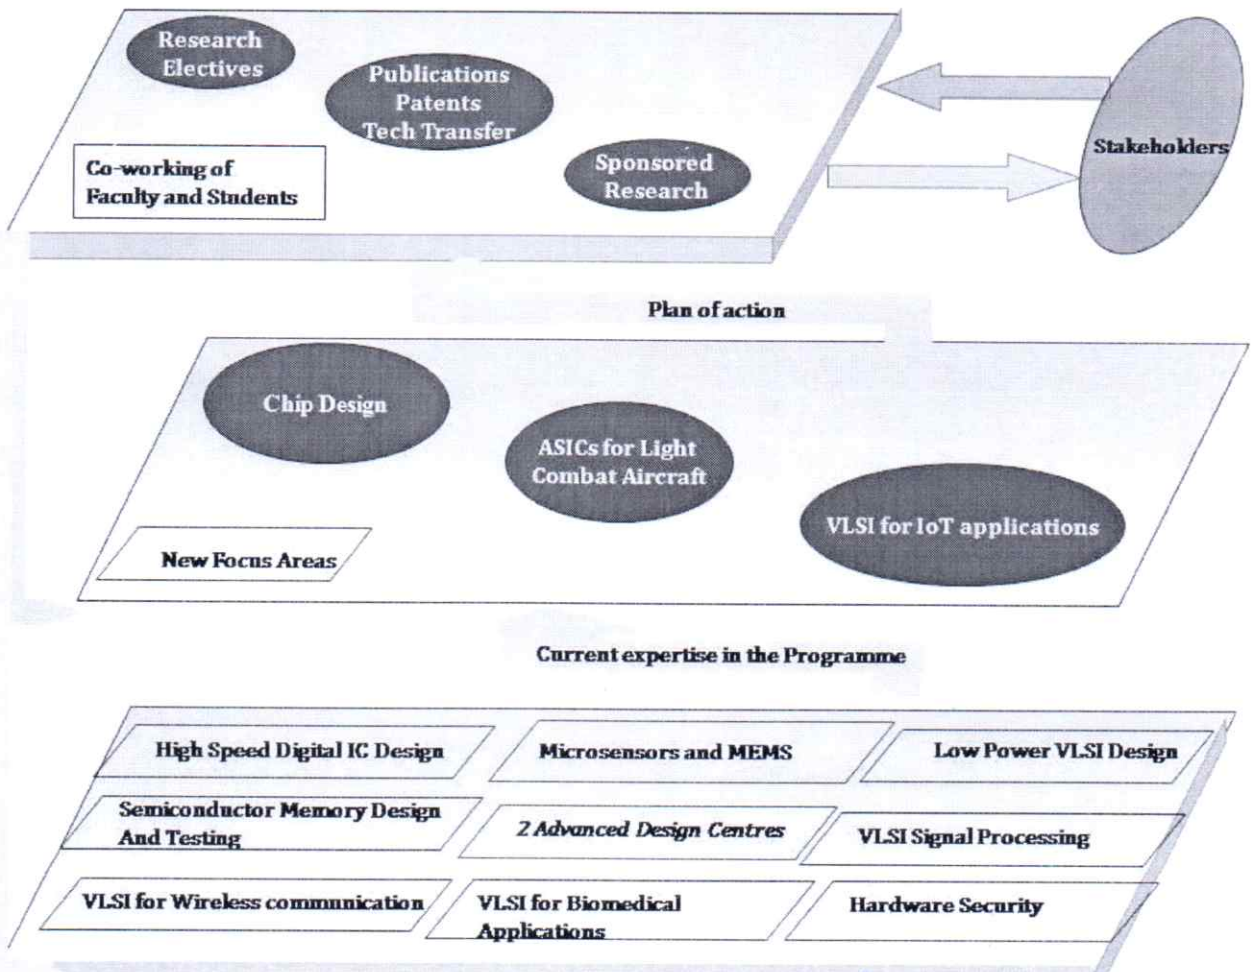 Research
Electives
Publications
Patents
Tech Transfer
Co-working of
Faculty and Students
Sponsored
Research
Stakeholders
Plan of action
Chip Design
ASICs for Light
Combat Aircraft
VLSI for IoT applications
New Focus Areas
Current expertise in the Programme
High Speed Digital IC Design
Microsensors and MEMS
Low Power VLSI Design
Semiconductor Memory Design
And Testing
2 Advanced Design Centres
VLSI Signal Processing
VLSI for Wireless communication
VLSI for Biomedical
Applications
Hardware Security